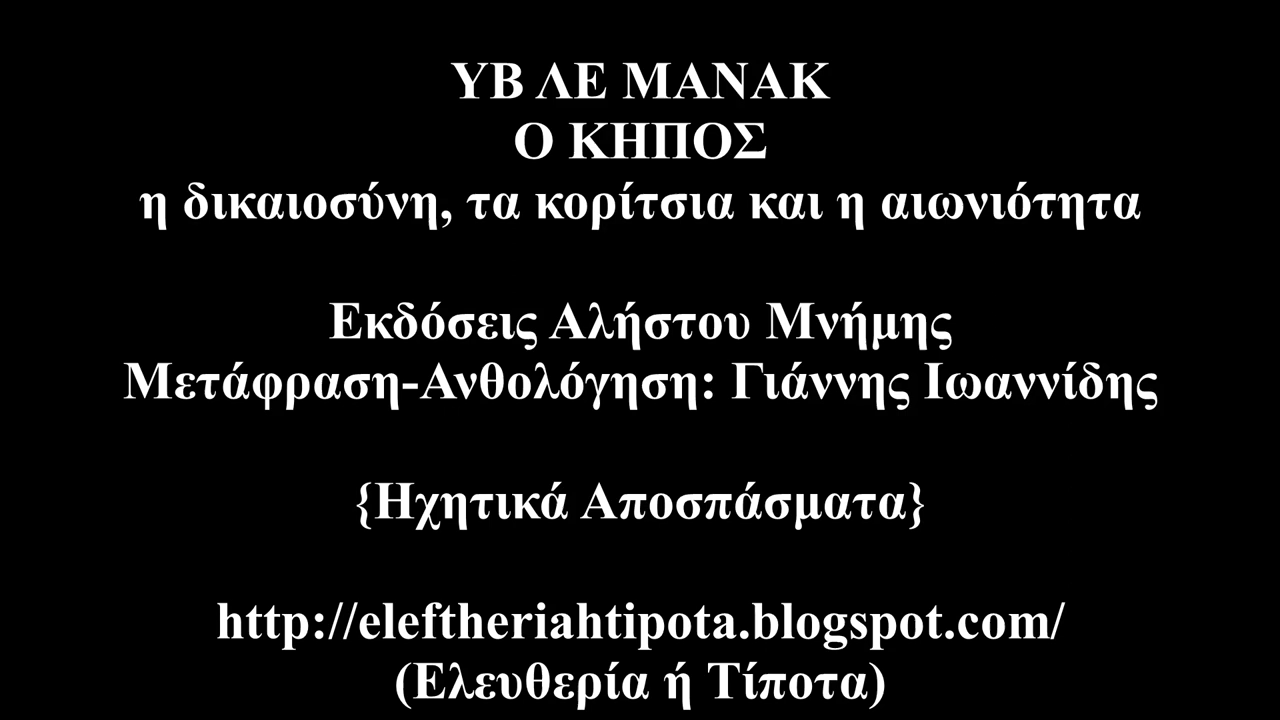 ΥΒ ΛΕ ΜΑΝΑΚ
Ο ΚΗΠΟΣ
η δικαιοσύνη, τα κορίτσια και η αιωνιότητα
Εκδόσεις Αλήστου Μνήμης
Μετάφραση-Ανθολόγηση: Γιάννης Ιωαννίδης
{Ηχητικά Αποσπάσματα}
http://eleftheriahtipota.blogspot.com/
(Ελευθερία ή Τίποτα)